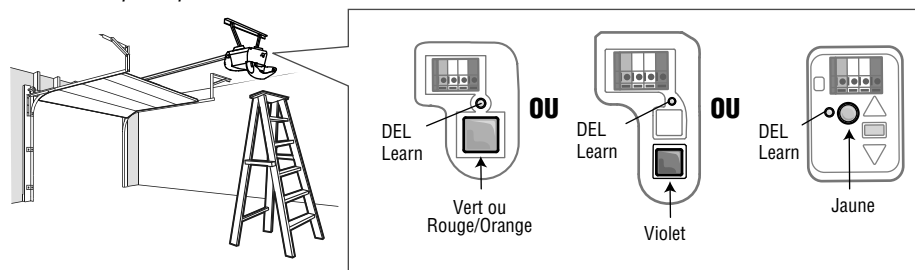 DEL
Learn
Vert ou
Rouge/Orange
OU
DEL
Learn
Violet
OU
DEL
Learn
Jaune